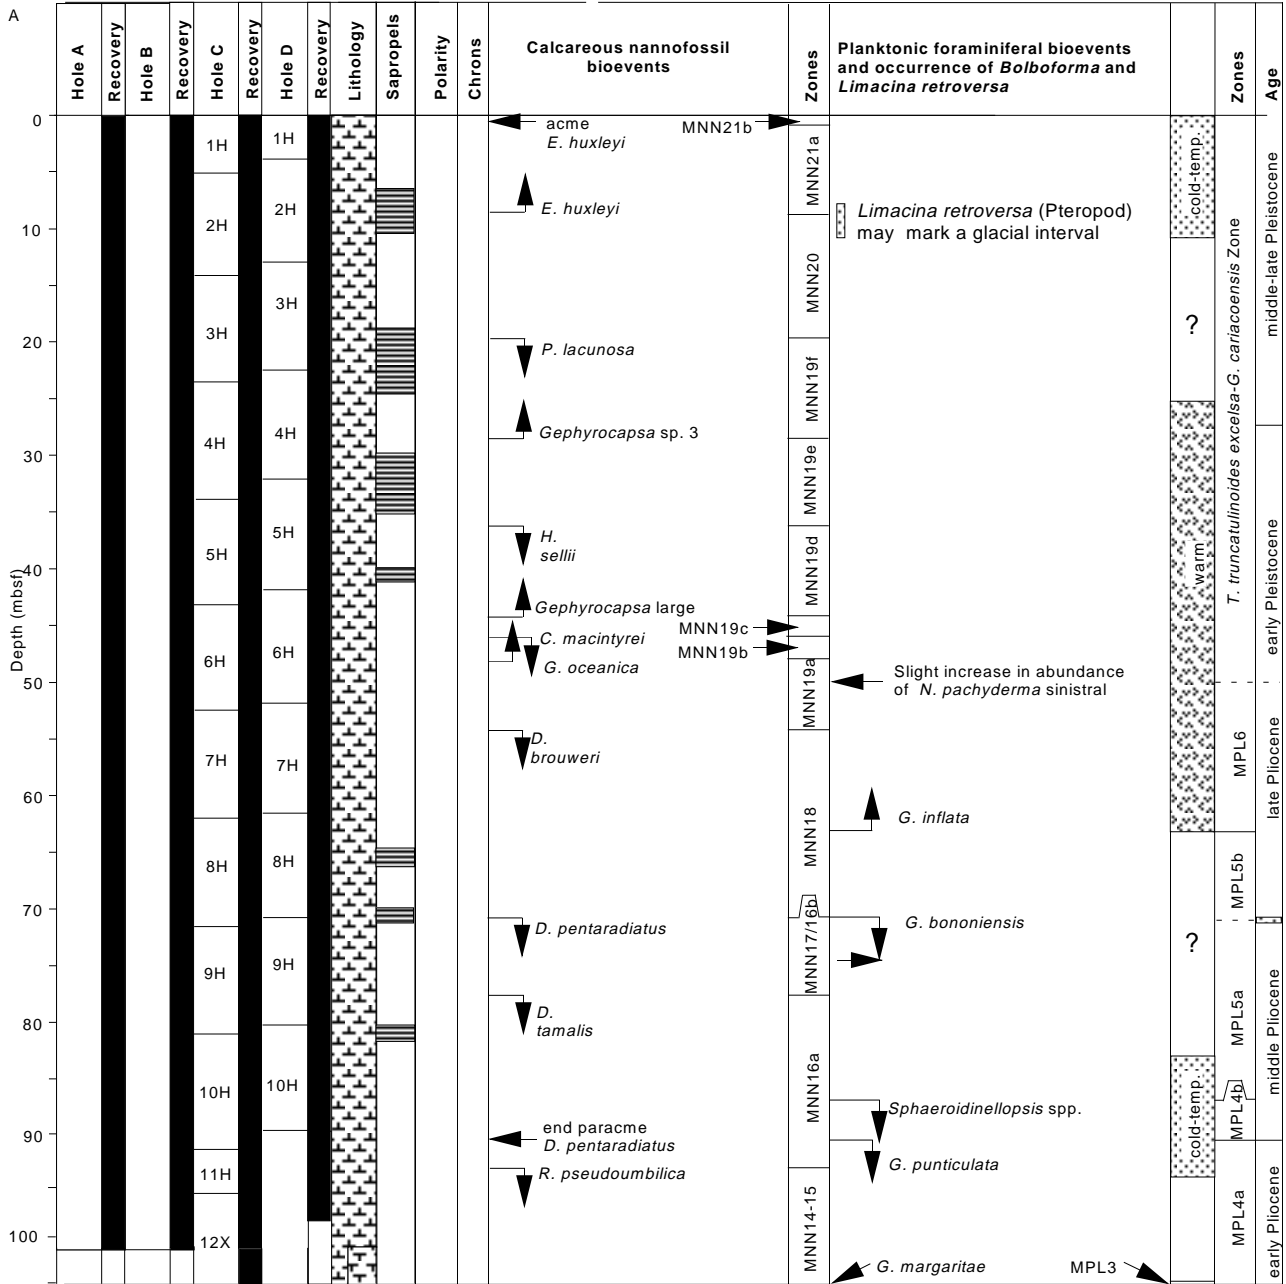 A
Hole A
Recovery
Hole B
Recovery
Hole C
Recovery
Hole D
Recovery
Lithology
Sapropels
Polarity
Chrons
Calcareous nannofossil
bioevents
Zones
Planktonic foraminiferal bioevents
and occurrence of Bolboforma and
Limacina retroversa
Zones
Age
Depth (mbsf)
0
10
20
30
40
50
60
70
80
90
100
1H
2H
3H
4H
5H
6H
7H
8H
9H
10H
11H
12X
1H
2H
3H
4H
5H
6H
7H
8H
9H
10H
acme
E. huxleyi
E. huxleyi
P. lacunosa
Gephyrocapsa sp. 3
H.
sellii
Gephyrocapsa large
C. macintyrei
G. oceanica
D.
brouweri
D. pentaradiatus
D.
tamalis
end paracme
D. pentaradiatus
R. pseudoumbilica
MNN21b
MNN21a
MNN20
MNN19f
MNN19e
MNN19d
MNN19c
MNN19b
MNN19a
MNN18
MNN17/16b
MNN16a
MNN14-15
Limacina retroversa (Pteropod)
may mark a glacial interval
Slight increase in abundance
of N. pachyderma sinistral
G. inflata
G. bononiensis
Sphaeroidinellopsis spp.
G. punticulata
G. margaritae
MPL3
cold-temp.
?
warm
?
cold-temp.
T. truncatulinoides excelsa-G. cariacoensis Zone
MPL6
MPL5b
MPL5a
MPL4b
MPL4a
middle-late Pleistocene
early Pleistocene
late Pliocene
middle Pliocene
early Pliocene